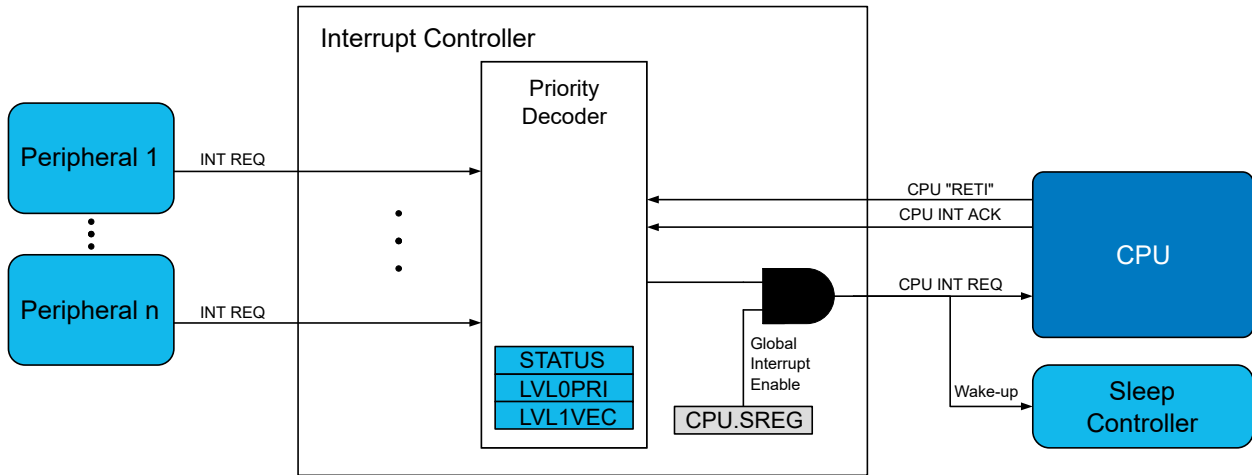 Interrupt Controller
Priority
Decoder
Peripheral 1
INT REQ
Peripheral n
INT REQ
CPU "RETI"
CPU INT ACK
CPU INT REQ
CPU
Global
Interrupt
Enable
STATUS
LVL0PRI
LVL1VEC
CPU.SREG
Wake-up
Sleep
Controller